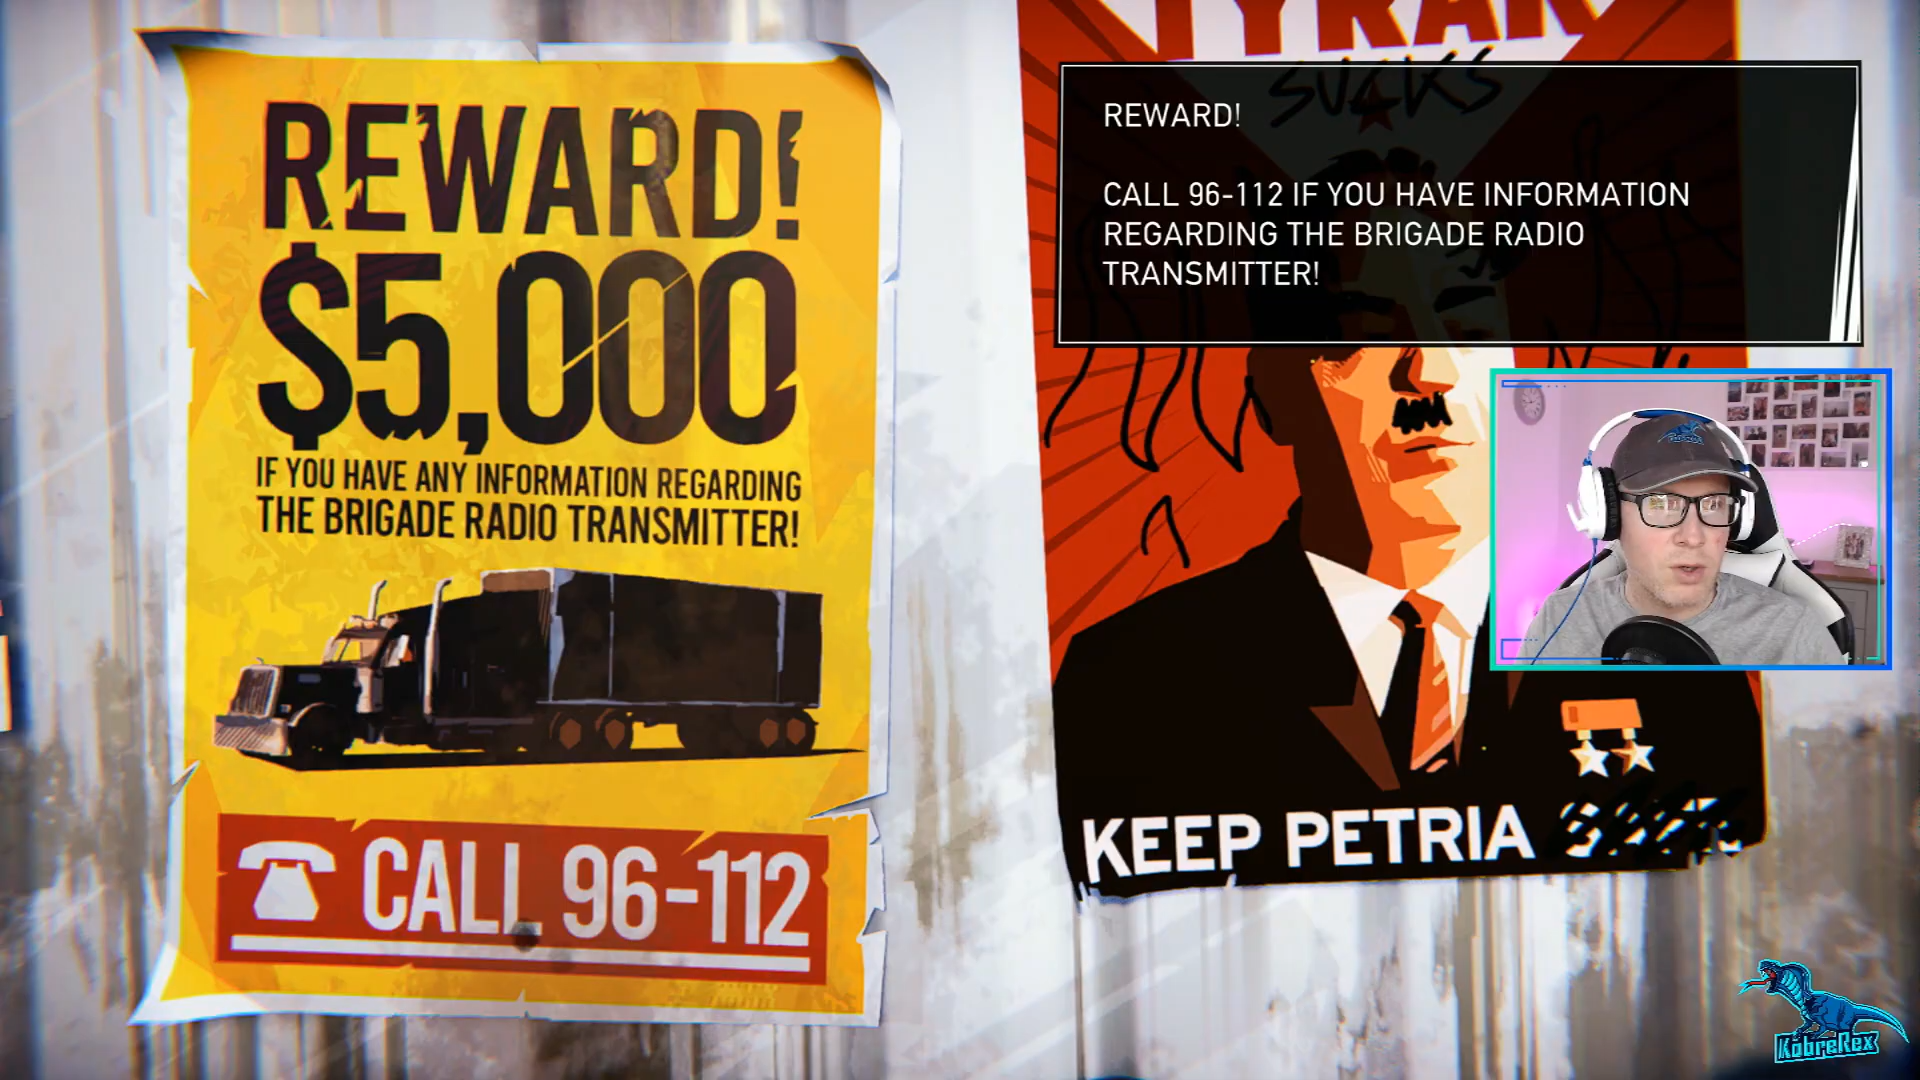 REWARD!
$5,000
IF YOU HAVE ANY INFORMATION REGARDING
THE BRIGADE RADIO TRANSMITTER!
CALL 96-112
TYRAK
SUCKS
REWARD!
CALL 96-112 IF YOU HAVE INFORMATION
REGARDING THE BRIGADE RADIO
TRANSMITTER!
KEEP PETRIA
KobreRex